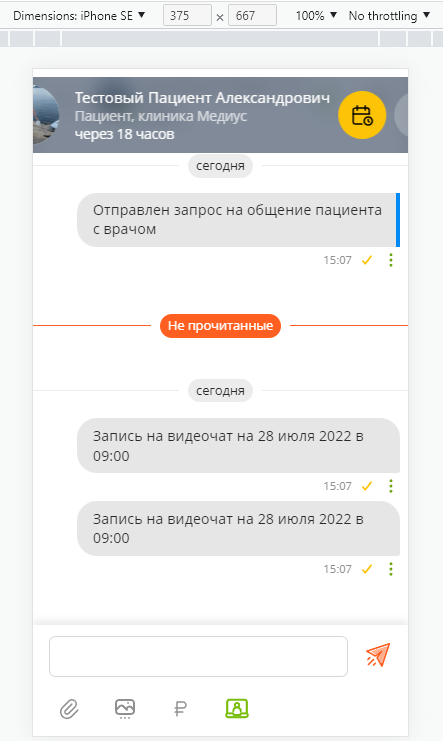 Dimensions: iPhone SE ▼ 375 × 667 100% ▼ No throttling ▼
Тестовый Пациент Александрович
Пациент, клиника Медиус
через 18 часов
сегодня
Отправлен запрос на общение пациента
с врачом
15:07
Не прочитанные
сегодня
Запись на видеочат на 28 июля 2022 в
09:00
15:07
Запись на видеочат на 28 июля 2022 в
09:00
15:07